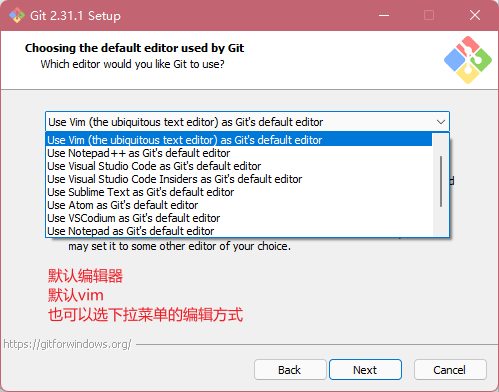 Git 2.31.1 Setup
Choosing the default editor used by Git
Which editor would you like Git to use?
Use Vim (the ubiquitous text editor) as Git's default editor
Use Vim (the ubiquitous text editor) as Git's default editor
Use Notepad++ as Git's default editor
Use Visual Studio Code as Git's default editor
Use Visual Studio Code Insiders as Git's default editor
Use Sublime Text as Git's default editor
Use Atom as Git's default editor
Use VSCodium as Git's default editor
Use Notepad as Git's default editor
may set it to some other editor of your choice.
默认编辑器
默认vim
也可以选下拉菜单的编辑方式
https://gitforwindows.org/
Back Next Cancel